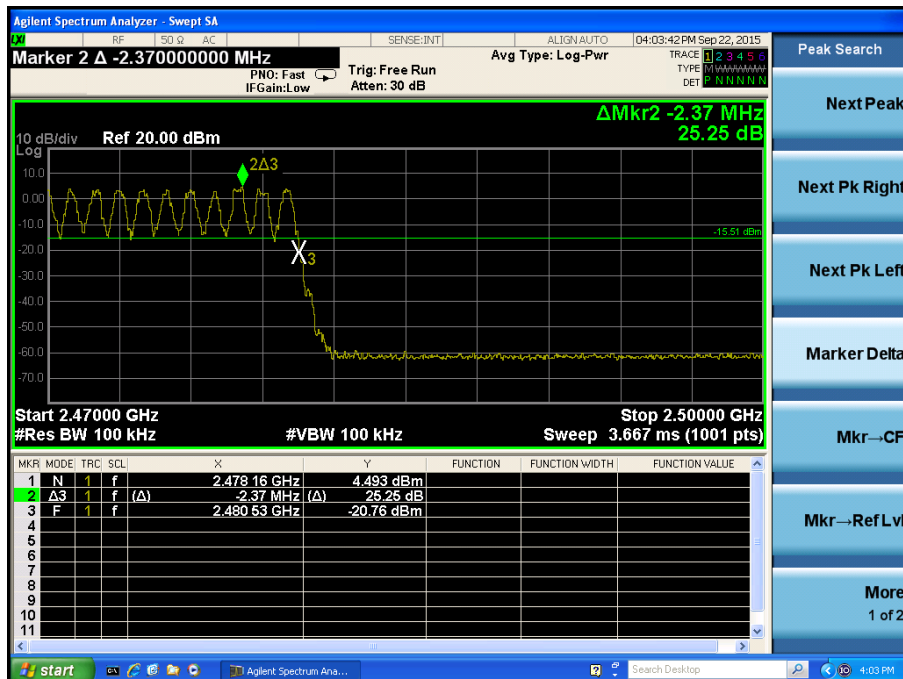 Agilent Spectrum Analyzer - Swept SA
LXI RF 50 Ω AC SENSE:INT ALIGN AUTO 04:03:42 PM Sep 22, 2015
Marker 2 Δ -2.370000000 MHz
PNO: Fast
IFGain:Low
Trig: Free Run
Atten: 30 dB
Avg Type: Log-Pwr
TRACE 1 2 3 4 5 6
TYPE M W W W W W
DET P N N N N N
Peak Search
ΔMkr2 -2.37 MHz
25.25 dB
10 dB/div Ref 20.00 dBm
Log
10.0
0.00
-10.0
-20.0
-30.0
-40.0
-50.0
-60.0
-70.0
2Δ3
-15.51 dBm
3
Start 2.47000 GHz Stop 2.50000 GHz
#Res BW 100 kHz #VBW 100 kHz Sweep 3.667 ms (1001 pts)
MKR MODE TRC SCL X Y FUNCTION FUNCTION WIDTH FUNCTION VALUE
1 N 1 f 2.478 16 GHz 4.493 dBm
2 Δ3 1 f (Δ) -2.37 MHz (Δ) 25.25 dB
3 F 1 f 2.480 53 GHz -20.76 dBm
4
5
6
7
8
9
10
11
Next Peak
Next Pk Right
Next Pk Left
Marker Delta
Mkr→CF
Mkr→Ref Lvl
More
1 of 2
start Agilent Spectrum Ana... Search Desktop 4:03 PM